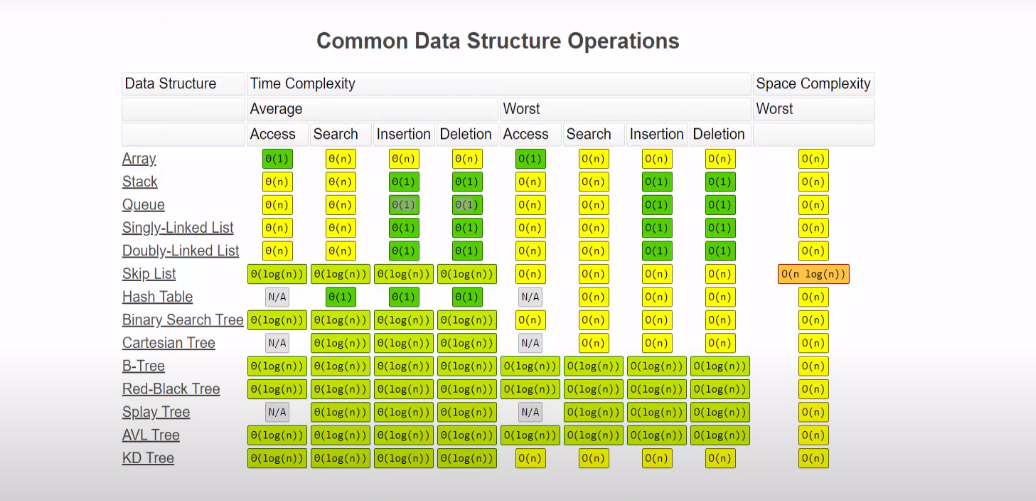 Common Data Structure Operations
Data Structure Time Complexity Space Complexity
Average Worst Worst
Access Search Insertion Deletion Access Search Insertion Deletion
Array Θ(1) Θ(n) Θ(n) Θ(n) O(1) O(n) O(n) O(n) O(n)
Stack Θ(n) Θ(n) Θ(1) Θ(1) O(n) O(n) O(1) O(1) O(n)
Queue Θ(n) Θ(n) Θ(1) Θ(1) O(n) O(n) O(1) O(1) O(n)
Singly-Linked List Θ(n) Θ(n) Θ(1) Θ(1) O(n) O(n) O(1) O(1) O(n)
Doubly-Linked List Θ(n) Θ(n) Θ(1) Θ(1) O(n) O(n) O(1) O(1) O(n)
Skip List Θ(log(n)) Θ(log(n)) Θ(log(n)) Θ(log(n)) O(n) O(n) O(n) O(n) O(n log(n))
Hash Table N/A Θ(1) Θ(1) Θ(1) N/A O(n) O(n) O(n) O(n)
Binary Search Tree Θ(log(n)) Θ(log(n)) Θ(log(n)) Θ(log(n)) O(n) O(n) O(n) O(n) O(n)
Cartesian Tree N/A Θ(log(n)) Θ(log(n)) Θ(log(n)) N/A O(n) O(n) O(n) O(n)
B-Tree Θ(log(n)) Θ(log(n)) Θ(log(n)) Θ(log(n)) O(log(n)) O(log(n)) O(log(n)) O(log(n)) O(n)
Red-Black Tree Θ(log(n)) Θ(log(n)) Θ(log(n)) Θ(log(n)) O(log(n)) O(log(n)) O(log(n)) O(log(n)) O(n)
Splay Tree N/A Θ(log(n)) Θ(log(n)) Θ(log(n)) N/A O(log(n)) O(log(n)) O(log(n)) O(n)
AVL Tree Θ(log(n)) Θ(log(n)) Θ(log(n)) Θ(log(n)) O(log(n)) O(log(n)) O(log(n)) O(log(n)) O(n)
KD Tree Θ(log(n)) Θ(log(n)) Θ(log(n)) Θ(log(n)) O(n) O(n) O(n) O(n) O(n)